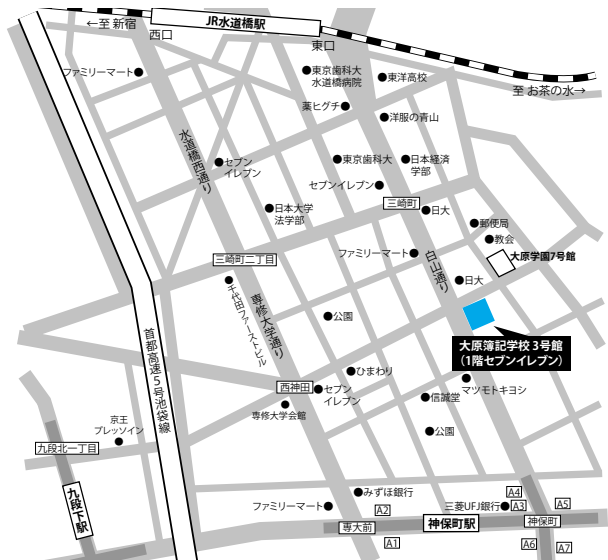 ←至 新宿
JR水道橋駅
西口
東口
至 お茶の水→
ファミリーマート
東京歯科大
水道橋病院
東洋高校
薬ヒグチ
洋服の青山
水道橋西通り
セブン
イレブン
東京歯科大
日本経済
学部
セブンイレブン
三崎町
日大
日本大学
法学部
郵便局
教会
大原学園7号館
三崎町二丁目
ファミリーマート
白山通り
日大
千代田ファーストビル
専修大学通り
公園
大原簿記学校 3号館
(1階セブンイレブン)
首都高速5号池袋線
ひまわり
西神田
セブン
イレブン
マツモトキヨシ
専修大学会館
信誠堂
京王
プレッソイン
公園
九段北一丁目
九段下駅
みずほ銀行
ファミリーマート
A2
三菱UFJ銀行
A4
A3
A5
専大前
神保町駅
神保町
A1
A6
A7